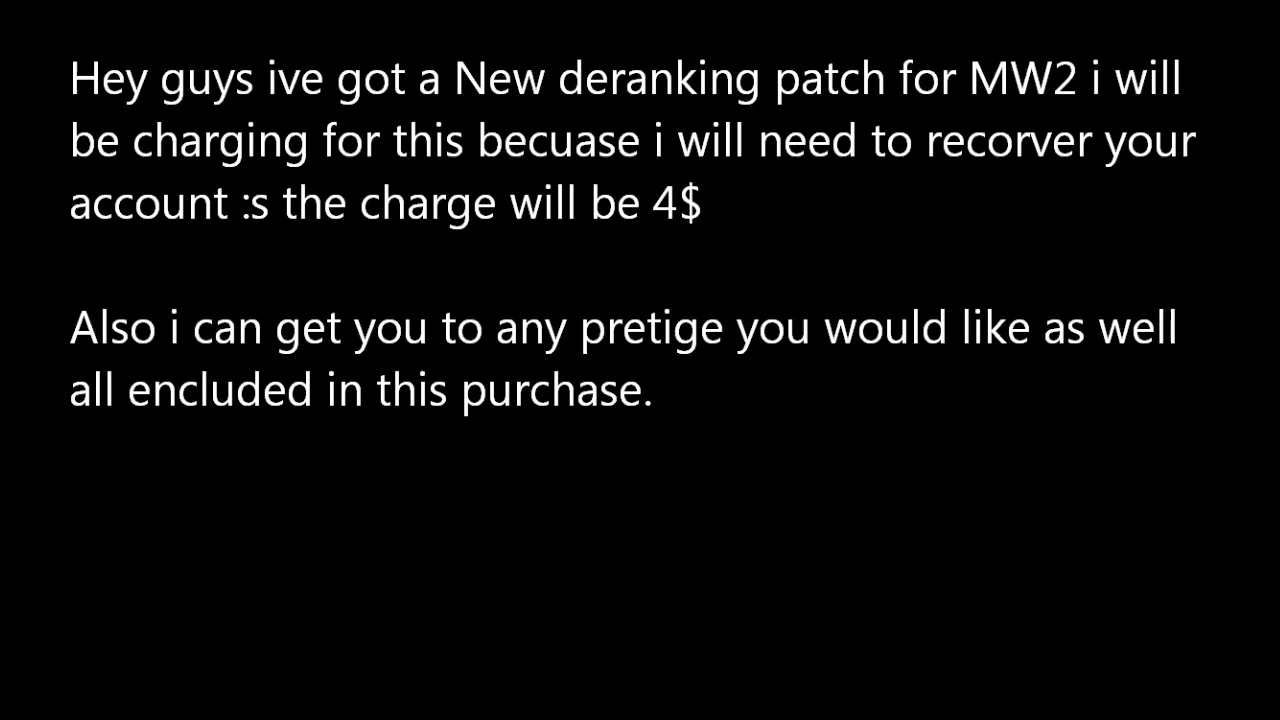 Hey guys ive got a New deranking patch for MW2 i will
be charging for this becuase i will need to recorver your
account :s the charge will be 4$
Also i can get you to any pretige you would like as well
all encluded in this purchase.